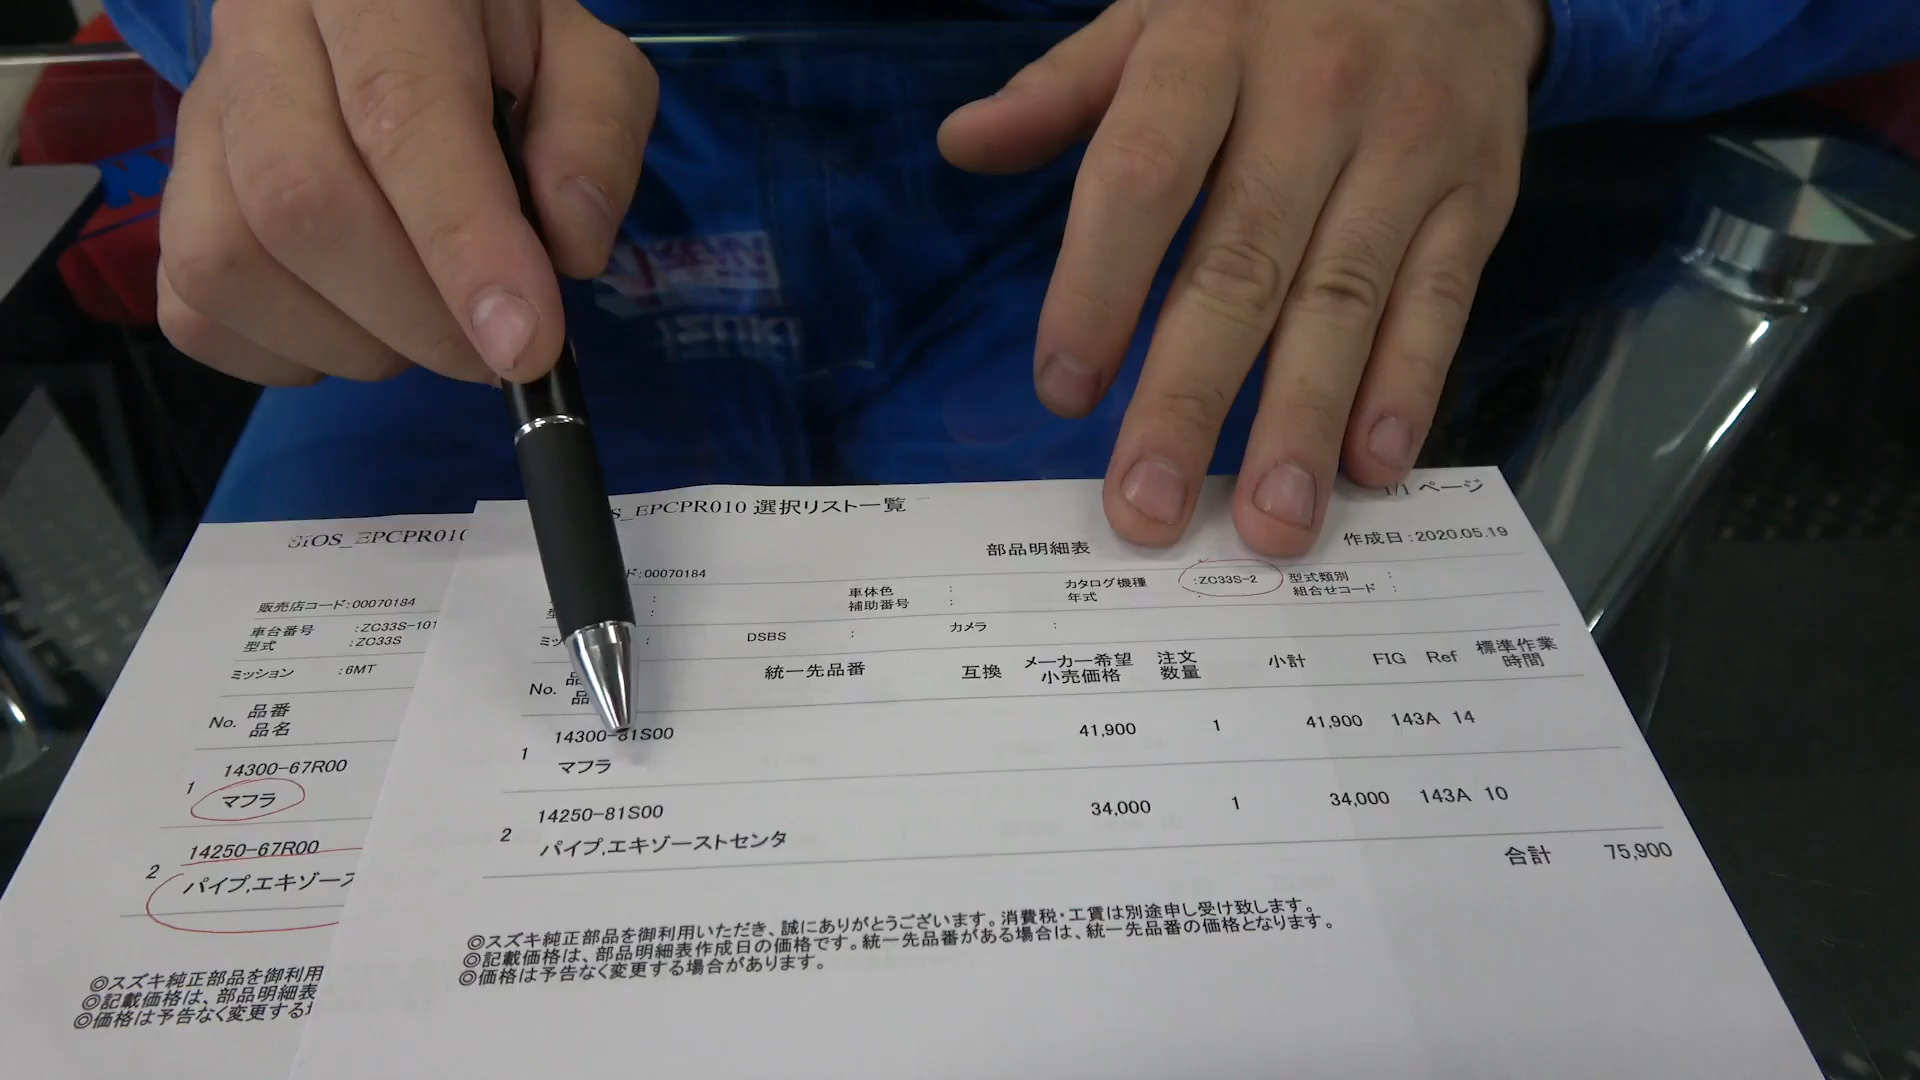 SIOS_EPCPR010
販売店コード:00070184
車台番号 :ZC33S-101
型式 :ZC33S
ミッション :6MT
No. 品番
品名
1 14300-67R00
マフラ
2 14250-67R00
パイプ,エキゾース
◎スズキ純正部品を御利用
◎記載価格は、部品明細表
◎価格は予告なく変更する
S_EPCPR010 選択リスト一覧
1/1 ページ
部品明細表
作成日:2020.05.19
ド:00070184
車体色 : カタログ機種 :ZC33S-2 型式類別 :
補助番号 : 年式 : 組合せコード :
DSBS : カメラ :
No. 統一先品番 互換 メーカー希望小売価格 注文数量 小計 FIG Ref 標準作業時間
1 14300-81S00 41,900 1 41,900 143A 14
マフラ
2 14250-81S00 34,000 1 34,000 143A 10
パイプ,エキゾーストセンタ
合計 75,900
◎スズキ純正部品を御利用いただき、誠にありがとうございます。消費税・工賃は別途申し受け致します。
◎記載価格は、部品明細表作成日の価格です。統一先品番がある場合は、統一先品番の価格となります。
◎価格は予告なく変更する場合があります。